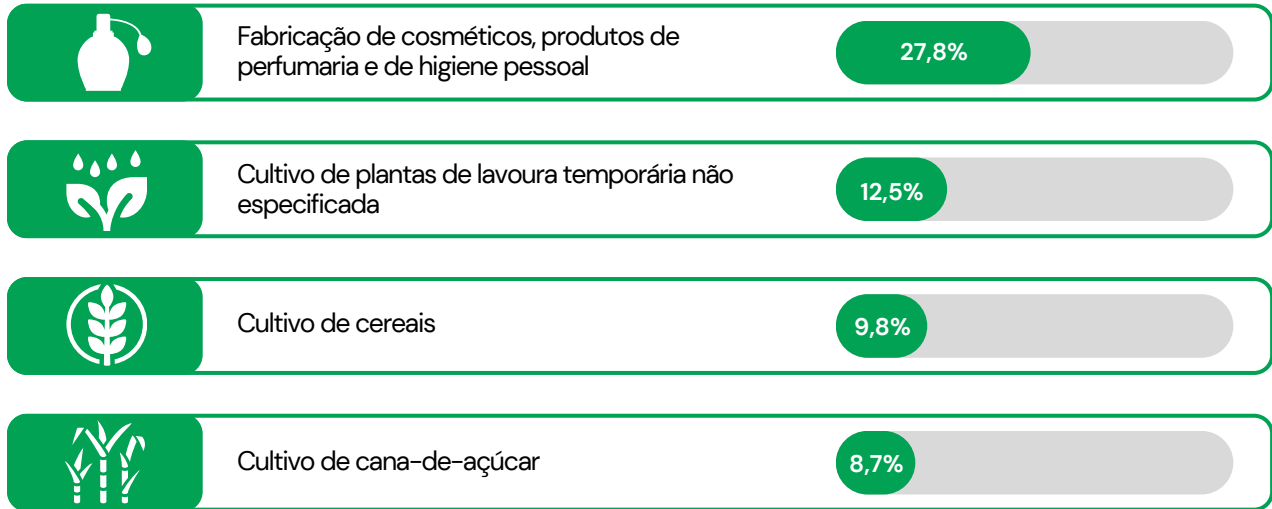 Fabricação de cosméticos, produtos de
perfumaria e de higiene pessoal
27,8%
Cultivo de plantas de lavoura temporária não
especificada
12,5%
Cultivo de cereais
9,8%
Cultivo de cana-de-açúcar
8,7%